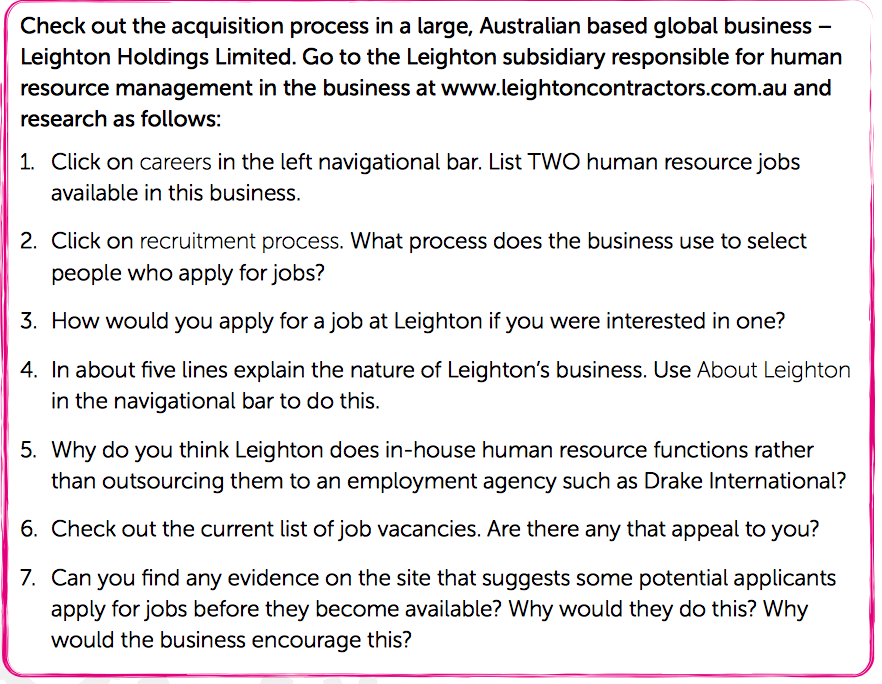 Check out the acquisition process in a large, Australian based global business –
Leighton Holdings Limited. Go to the Leighton subsidiary responsible for human
resource management in the business at www.leightoncontractors.com.au and
research as follows:
1. Click on careers in the left navigational bar. List TWO human resource jobs
available in this business.
2. Click on recruitment process. What process does the business use to select
people who apply for jobs?
3. How would you apply for a job at Leighton if you were interested in one?
4. In about five lines explain the nature of Leighton’s business. Use About Leighton
in the navigational bar to do this.
5. Why do you think Leighton does in-house human resource functions rather
than outsourcing them to an employment agency such as Drake International?
6. Check out the current list of job vacancies. Are there any that appeal to you?
7. Can you find any evidence on the site that suggests some potential applicants
apply for jobs before they become available? Why would they do this? Why
would the business encourage this?